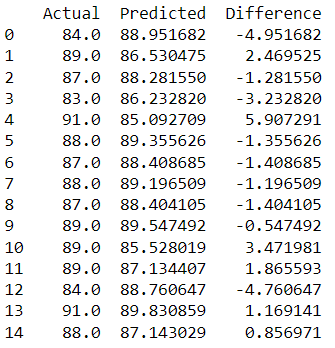 Actual Predicted Difference
0 84.0 88.951682 -4.951682
1 89.0 86.530475 2.469525
2 87.0 88.281550 -1.281550
3 83.0 86.232820 -3.232820
4 91.0 85.092709 5.907291
5 88.0 89.355626 -1.355626
6 87.0 88.408685 -1.408685
7 88.0 89.196509 -1.196509
8 87.0 88.404105 -1.404105
9 89.0 89.547492 -0.547492
10 89.0 85.528019 3.471981
11 89.0 87.134407 1.865593
12 84.0 88.760647 -4.760647
13 91.0 89.830859 1.169141
14 88.0 87.143029 0.856971